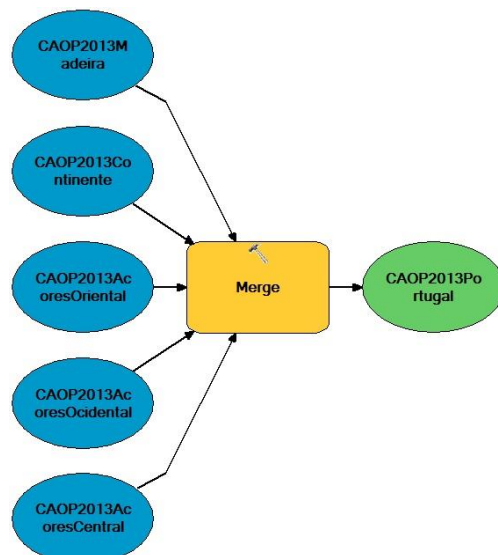 CAOP2013M
adeira
CAOP2013Co
ntinente
CAOP2013Ac
oresOriental
Merge
CAOP2013Po
rtugal
CAOP2013Ac
oresOcidental
CAOP2013Ac
oresCentral